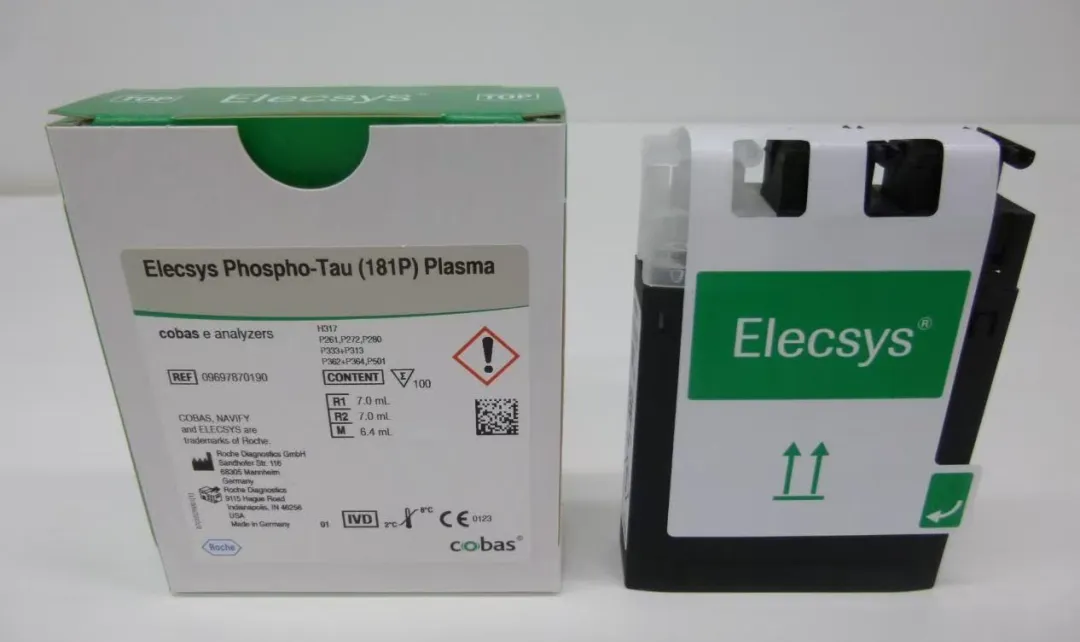 TOP Elecsys TOP
Elecsys Phospho-Tau (181P) Plasma
cobas e analyzers
H317
P261,P272,P280
P333+P313
P362+P364,P501
REF 09697870190
CONTENT Σ 100
R1 7.0 mL
R2 7.0 mL
M 6.4 mL
COBAS, NAVIFY
and ELECSYS are
trademarks of Roche.
Roche Diagnostics GmbH
Sandhofer Str. 116
68305 Mannheim
Germany
Roche Diagnostics
9115 Hague Road
Indianapolis, IN 46256
USA
Made in Germany
01 IVD 2°C 8°C CE 0123
Roche
cobas®
Elecsys®